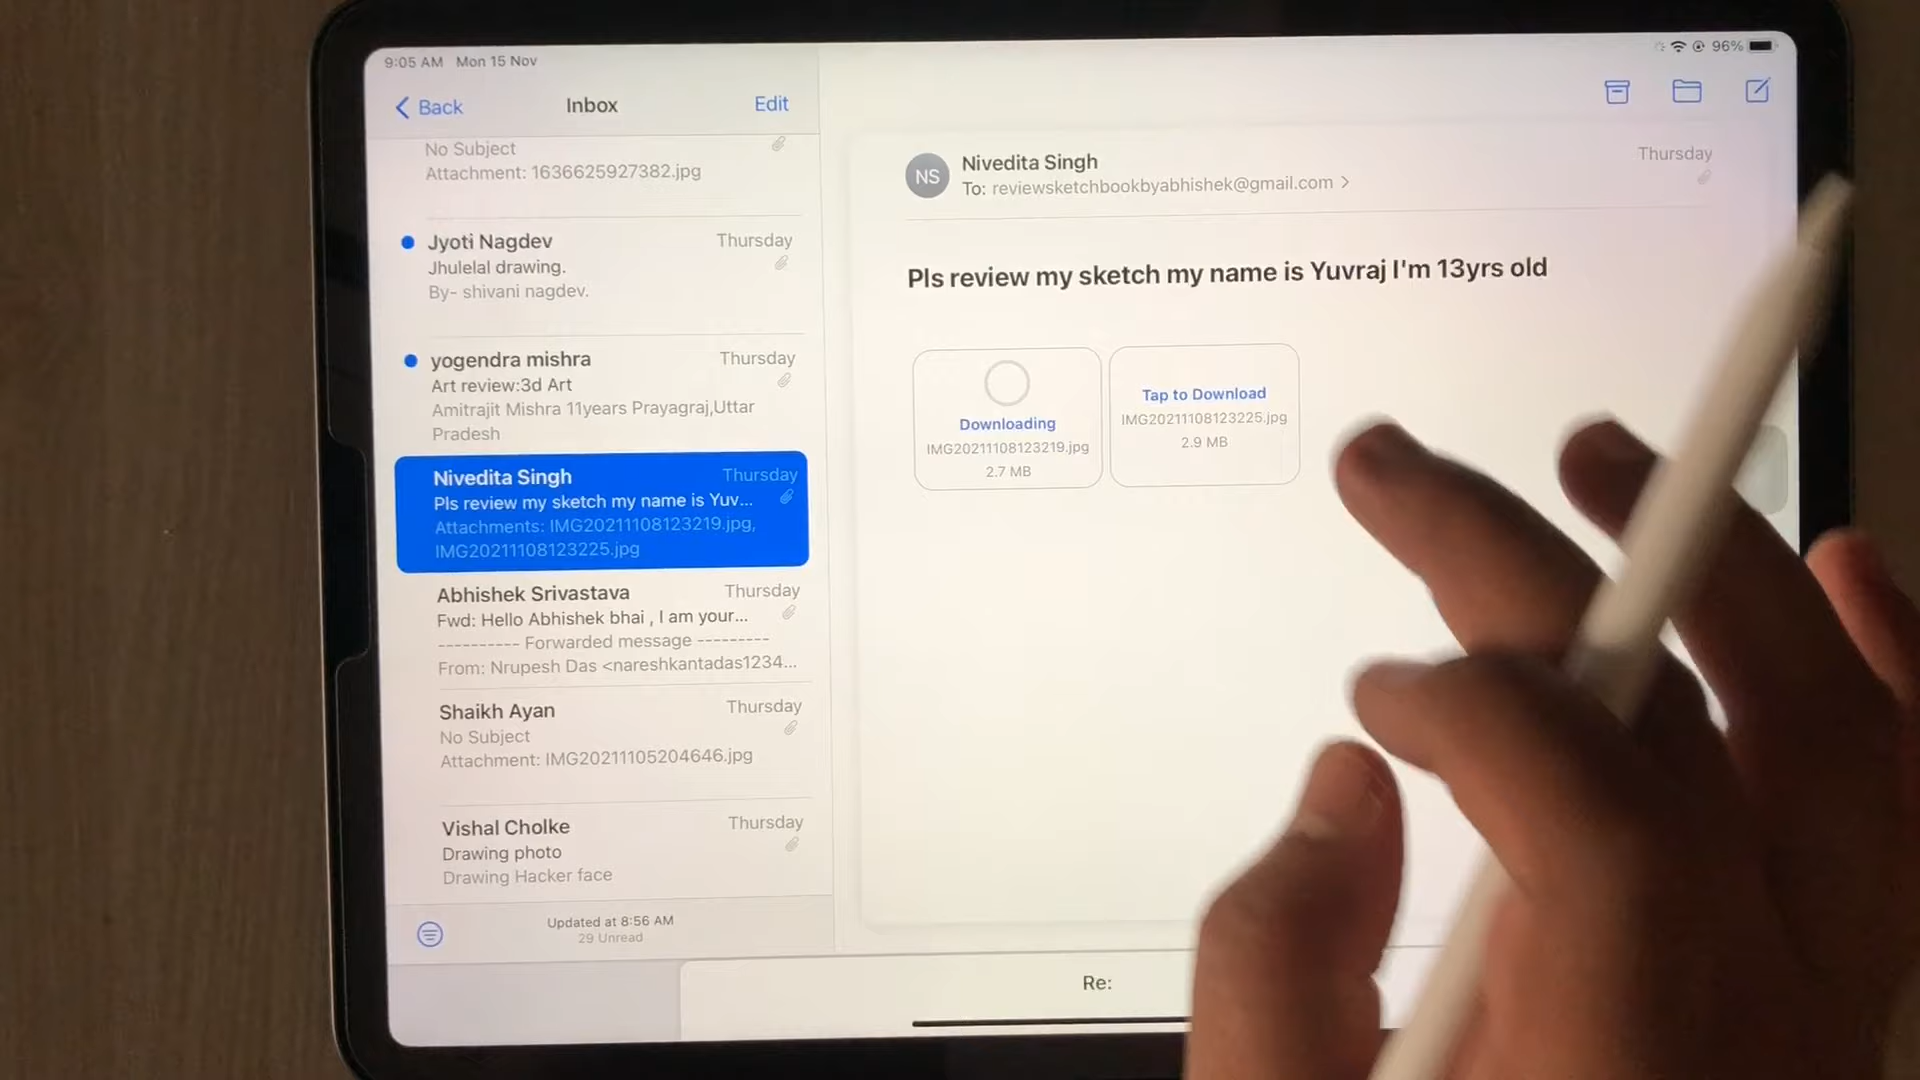 9:05 AM Mon 15 Nov
96%
Back
Inbox
Edit
No Subject
Attachment: 1636625927382.jpg
Jyoti Nagdev
Thursday
Jhulelal drawing.
By- shivani nagdev.
yogendra mishra
Thursday
Art review:3d Art
Amitrajit Mishra 11years Prayagraj,Uttar
Pradesh
Nivedita Singh
Thursday
Pls review my sketch my name is Yuv...
Attachments: IMG20211108123219.jpg,
IMG20211108123225.jpg
Abhishek Srivastava
Thursday
Fwd: Hello Abhishek bhai , I am your...
---------- Forwarded message ---------
From: Nrupesh Das <nareshkantadas1234...
Shaikh Ayan
Thursday
No Subject
Attachment: IMG20211105204646.jpg
Vishal Cholke
Thursday
Drawing photo
Drawing Hacker face
Updated at 8:56 AM
29 Unread
NS
Nivedita Singh
Thursday
To: reviewsketchbookbyabhishek@gmail.com
Pls review my sketch my name is Yuvraj I'm 13yrs old
Downloading
IMG20211108123219.jpg
2.7 MB
Tap to Download
IMG20211108123225.jpg
2.9 MB
Re: